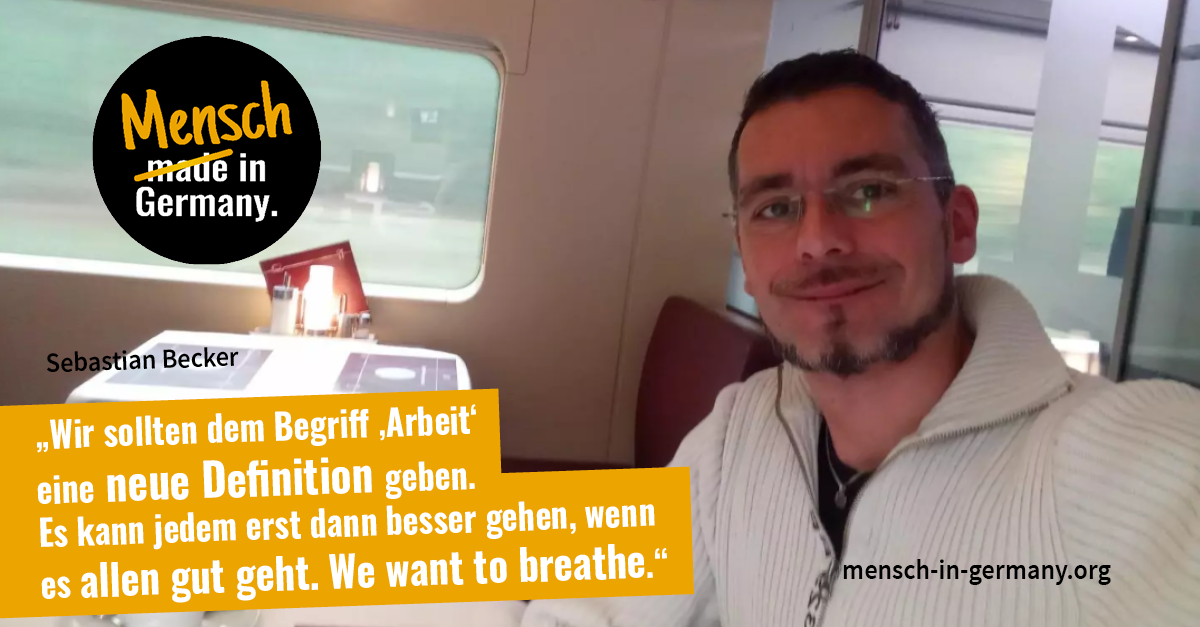 Mensch
made in
Germany.
Sebastian Becker
„Wir sollten dem Begriff ‚Arbeit‘
eine neue Definition geben.
Es kann jedem erst dann besser gehen, wenn
es allen gut geht. We want to breathe.“
mensch-in-germany.org